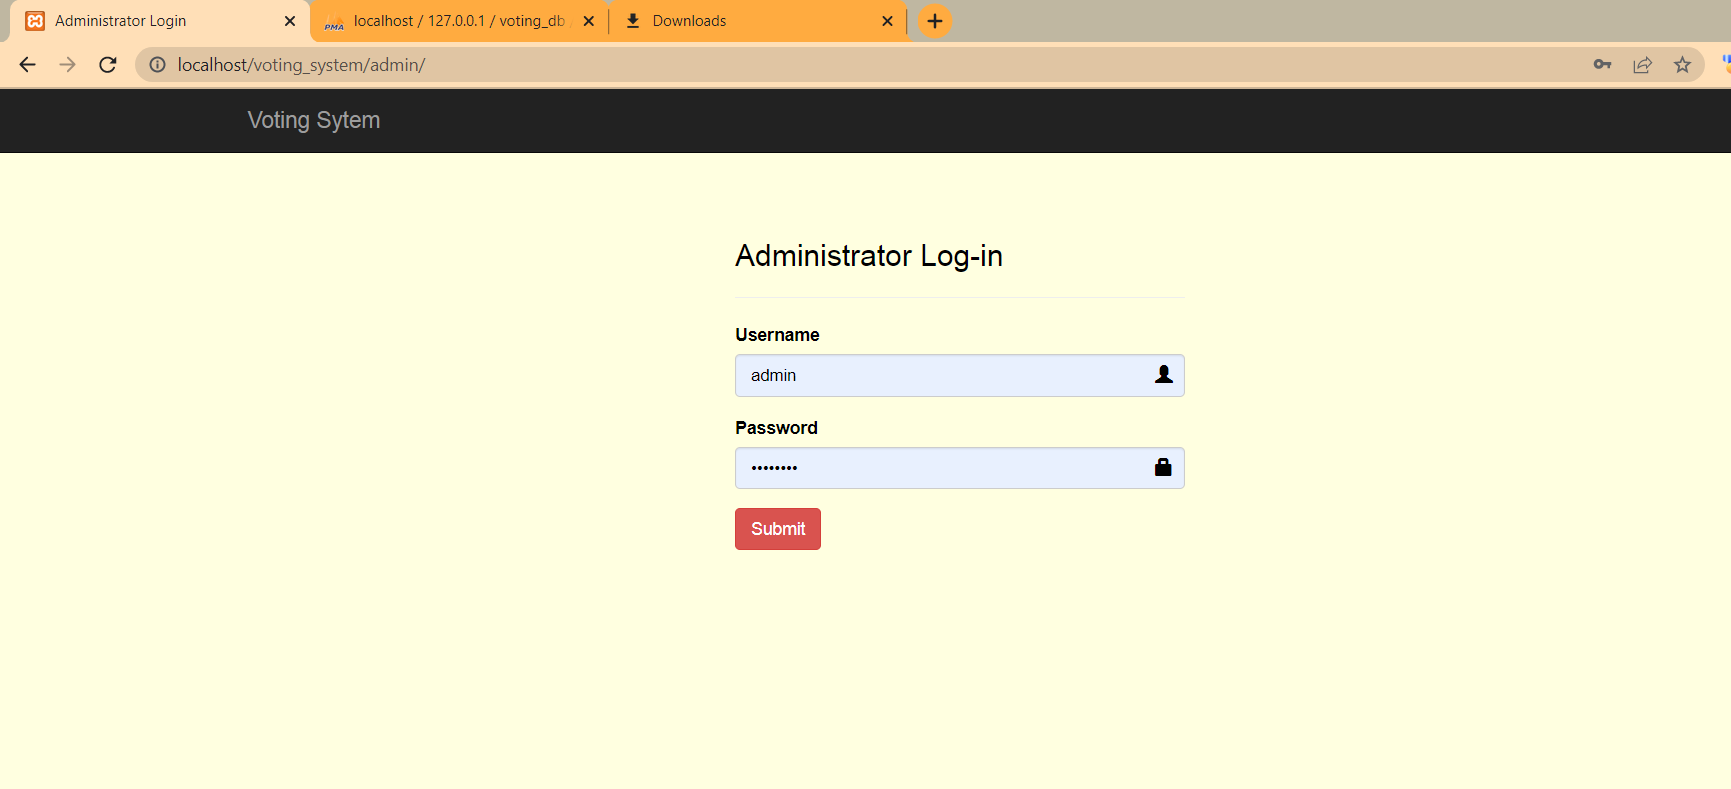 Administrator Login
localhost / 127.0.0.1 / voting_db
Downloads
localhost/voting_system/admin/
Voting Sytem
Administrator Log-in
Username
admin
Password
••••••••
Submit
PMA